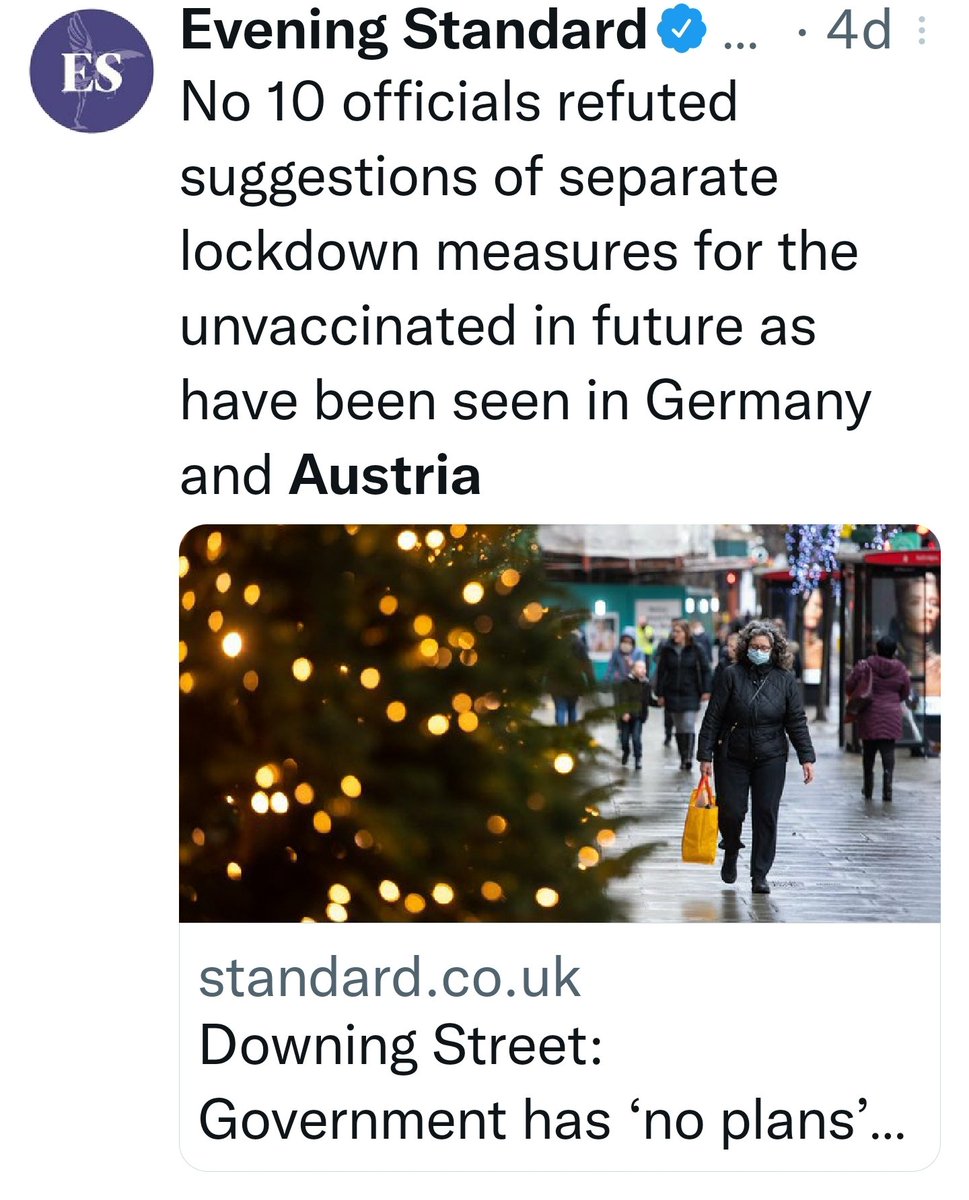 ES
Evening Standard ... · 4d
No 10 officials refuted
suggestions of separate
lockdown measures for the
unvaccinated in future as
have been seen in Germany
and Austria
standard.co.uk
Downing Street:
Government has ‘no plans’...